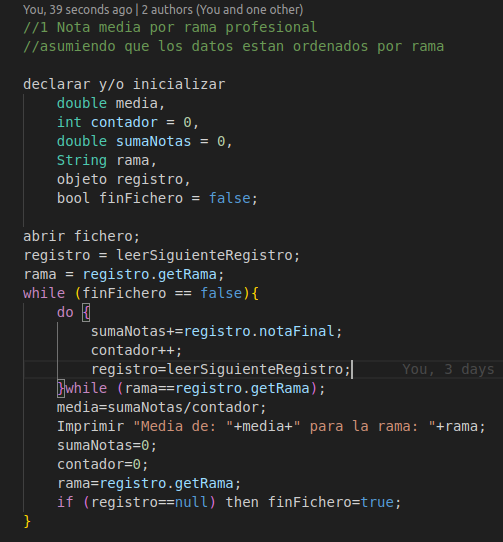 You, 39 seconds ago | 2 authors (You and one other)
//1 Nota media por rama profesional
//asumiendo que los datos estan ordenados por rama

declarar y/o inicializar
    double media,
    int contador = 0,
    double sumaNotas = 0,
    String rama,
    objeto registro,
    bool finFichero = false;

abrir fichero;
registro = leerSiguienteRegistro;
rama = registro.getRama;
while (finFichero == false){
    do {
        sumaNotas+=registro.notaFinal;
        contador++;
        registro=leerSiguienteRegistro; You, 3 days
    }while (rama==registro.getRama);
    media=sumaNotas/contador;
    Imprimir "Media de: "+media+" para la rama: "+rama;
    sumaNotas=0;
    contador=0;
    rama=registro.getRama;
    if (registro==null) then finFichero=true;
}